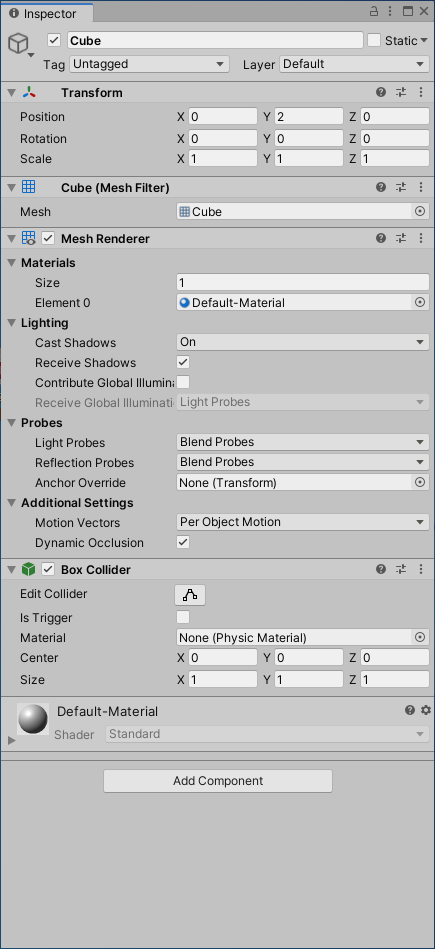 Inspector
Cube Static
Tag Untagged Layer Default
Transform
Position X 0 Y 2 Z 0
Rotation X 0 Y 0 Z 0
Scale X 1 Y 1 Z 1
Cube (Mesh Filter)
Mesh Cube
Mesh Renderer
Materials
Size 1
Element 0 Default-Material
Lighting
Cast Shadows On
Receive Shadows
Contribute Global Illumina
Receive Global Illuminati Light Probes
Probes
Light Probes Blend Probes
Reflection Probes Blend Probes
Anchor Override None (Transform)
Additional Settings
Motion Vectors Per Object Motion
Dynamic Occlusion
Box Collider
Edit Collider
Is Trigger
Material None (Physic Material)
Center X 0 Y 0 Z 0
Size X 1 Y 1 Z 1
Default-Material
Shader Standard
Add Component